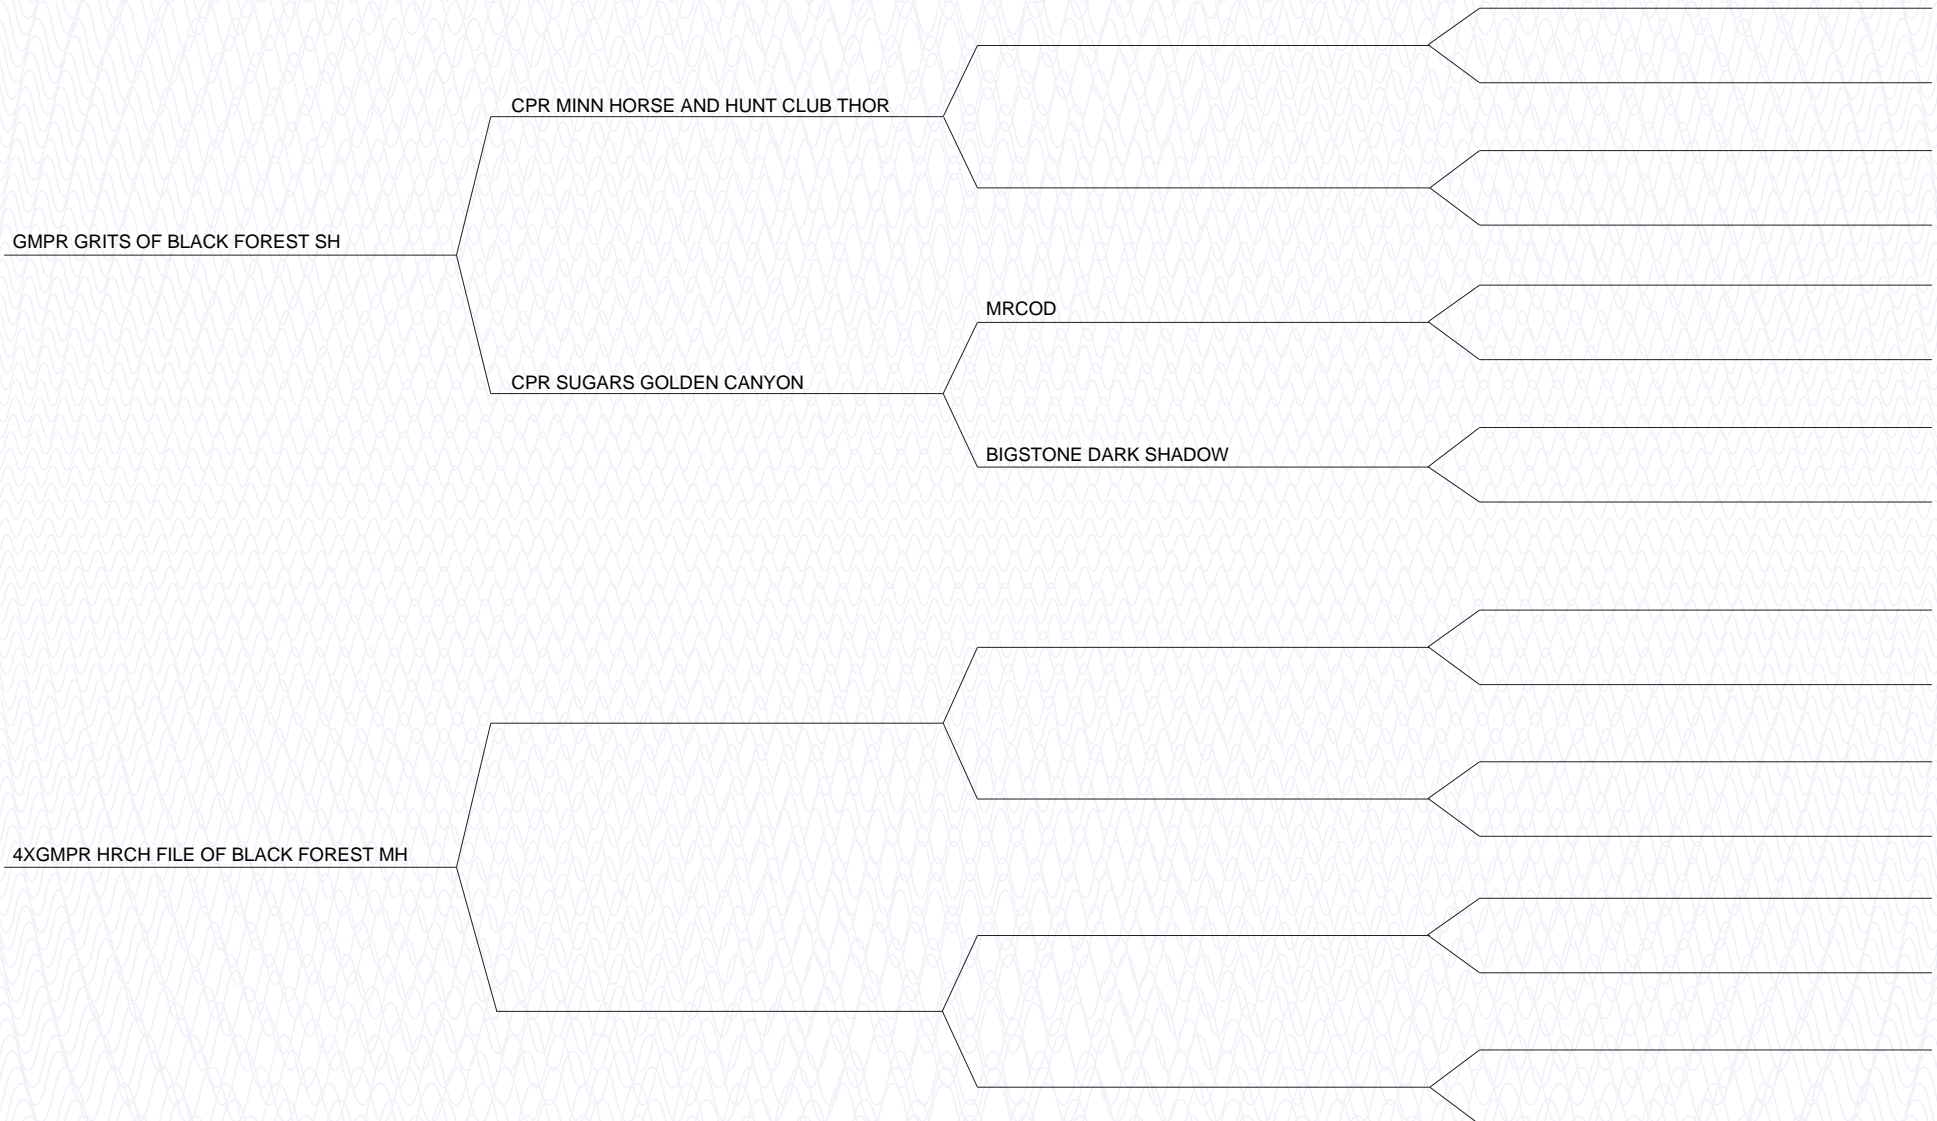 CPR MINN HORSE AND HUNT CLUB THOR
GMPR GRITS OF BLACK FOREST SH
MRCOD
CPR SUGARS GOLDEN CANYON
BIGSTONE DARK SHADOW
4XGMPR HRCH FILE OF BLACK FOREST MH